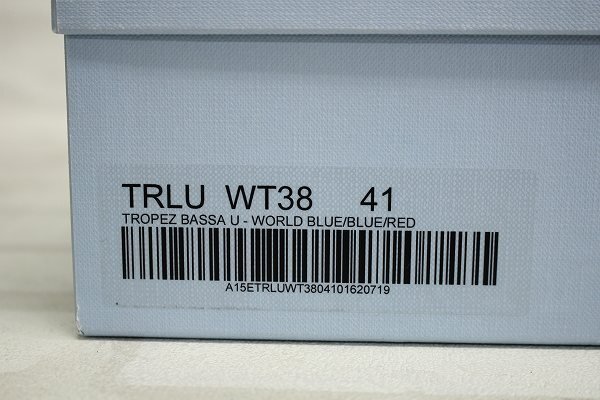 TRLU WT38 41
TROPEZ BASSA U - WORLD BLUE/BLUE/RED
A15ETRLUWT3804101620719